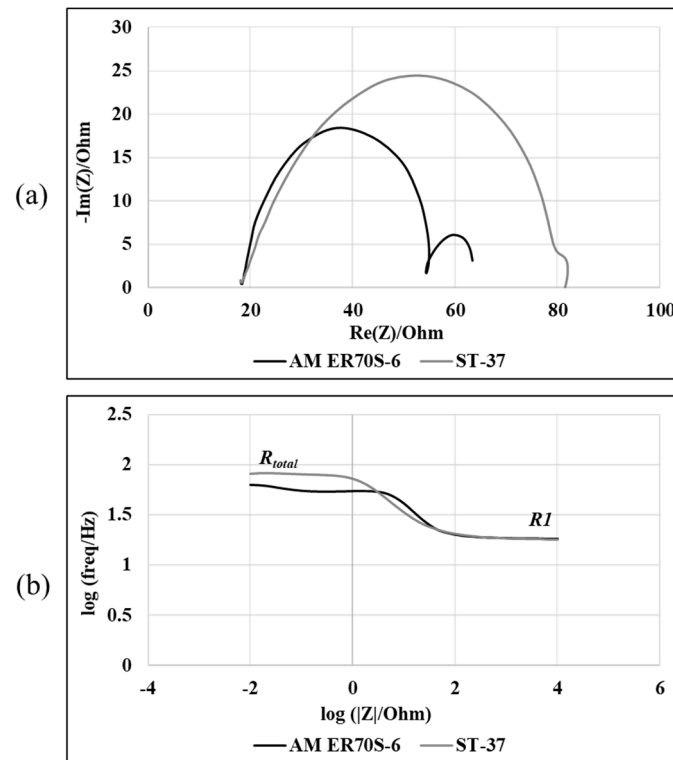 (a)
-Im(Z)/Ohm
30
25
20
15
10
5
0
0 20 40 60 80 100
Re(Z)/Ohm
AM ER70S-6 ST-37
(b)
log (freq/Hz)
2.5
2
1.5
1
0.5
0
R_total
R1
-4 -2 0 2 4 6
log (|Z|/Ohm)
AM ER70S-6 ST-37